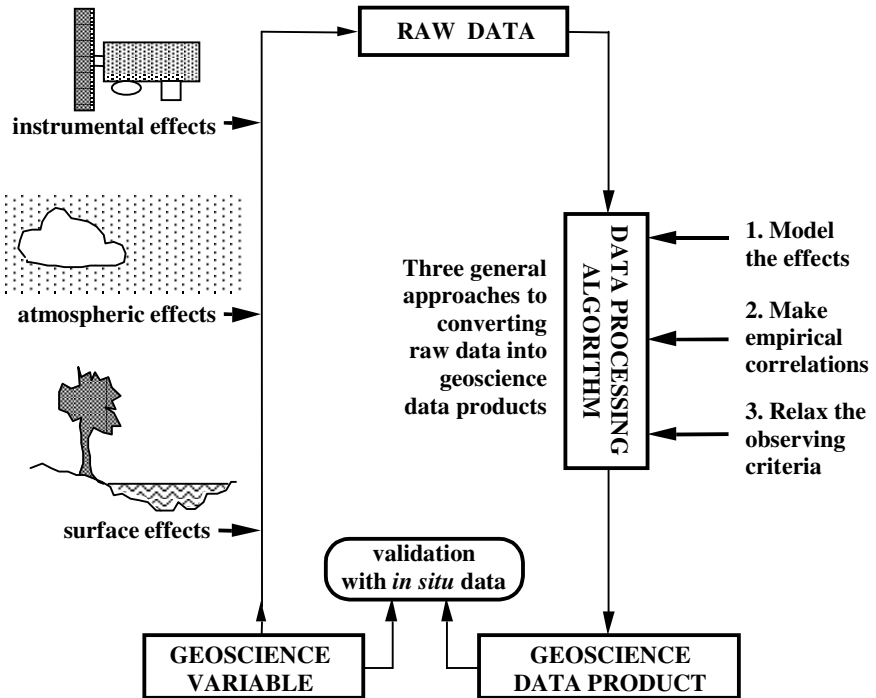 RAW DATA
instrumental effects
atmospheric effects
surface effects
Three general
approaches to
converting
raw data into
geoscience
data products
DATA PROCESSING
ALGORITHM
1. Model
the effects
2. Make
empirical
correlations
3. Relax the
observing
criteria
validation
with in situ data
GEOSCIENCE
VARIABLE
GEOSCIENCE
DATA PRODUCT